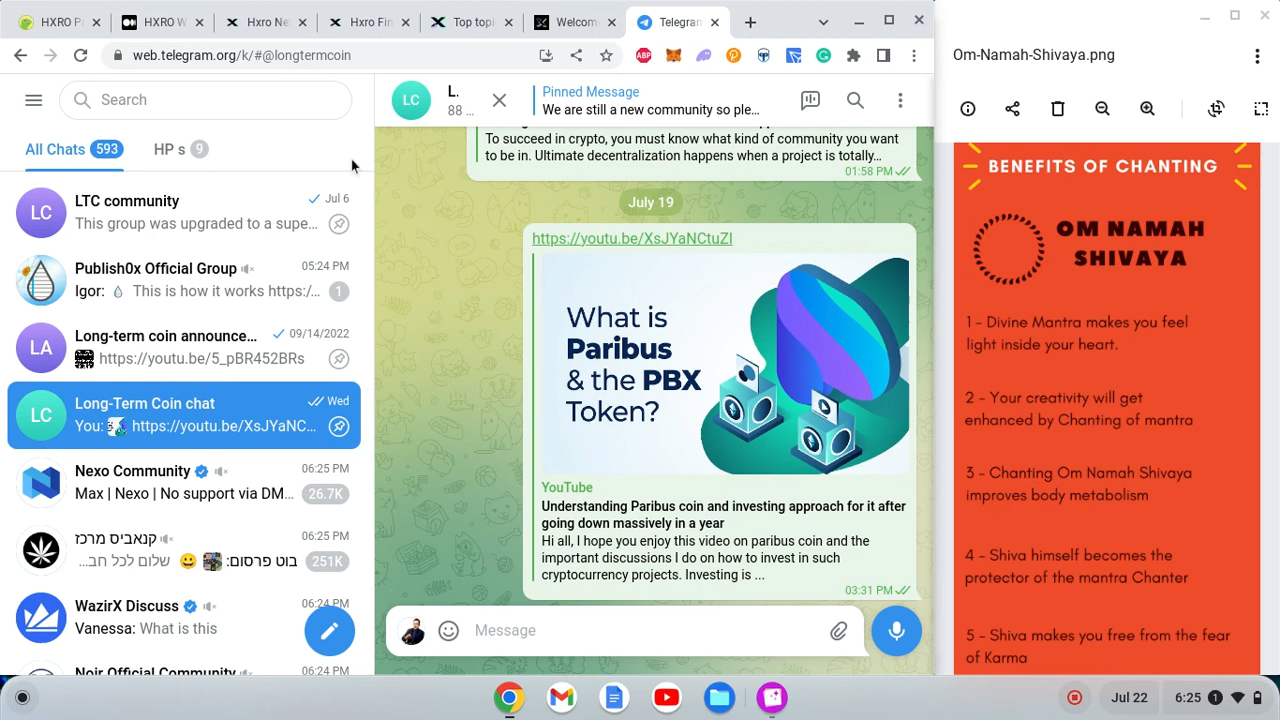 HXRO P
HXRO W
Hxro Ne
Hxro Fin
Top topi
Welcom
Telegra
web.telegram.org/k/#@longtermcoin
ABP
Search
All Chats 593
HP s 9
LC
LTC community
Jul 6
This group was upgraded to a supe...
Publish0x Official Group
05:24 PM
Igor: 💧 This is how it works https:/...
1
LA
Long-term coin announce...
09/14/2022
https://youtu.be/5_pBR452BRs
LC
Long-Term Coin chat
Wed
You: https://youtu.be/XsJYaNC...
Nexo Community
06:25 PM
Max | Nexo | No support via DM...
26.7K
קנאביס מרכז
06:25 PM
בוט פרסום: 😀 שלום לכל חב...
251K
WazirX Discuss
06:24 PM
Vanessa: What is this
Noir Official Community
06:24 PM
LC
L.
88 ...
Pinned Message
We are still a new community so ple...
To succeed in crypto, you must know what kind of community you want
to be in. Ultimate decentralization happens when a project is totally...
01:58 PM
July 19
https://youtu.be/XsJYaNCtuZI
What is
Paribus
& the PBX
Token?
YouTube
Understanding Paribus coin and investing approach for it after
going down massively in a year
Hi all, I hope you enjoy this video on paribus coin and the
important discussions I do on how to invest in such
cryptocurrency projects. Investing is ...
03:31 PM
Message
Om-Namah-Shivaya.png
BENEFITS OF CHANTING
OM NAMAH
SHIVAYA
1 - Divine Mantra makes you feel
light inside your heart.
2 - Your creativity will get
enhanced by Chanting of mantra
3 - Chanting Om Namah Shivaya
improves body metabolism
4 - Shiva himself becomes the
protector of the mantra Chanter
5 - Shiva makes you free from the fear
of Karma
Jul 22
6:25
1